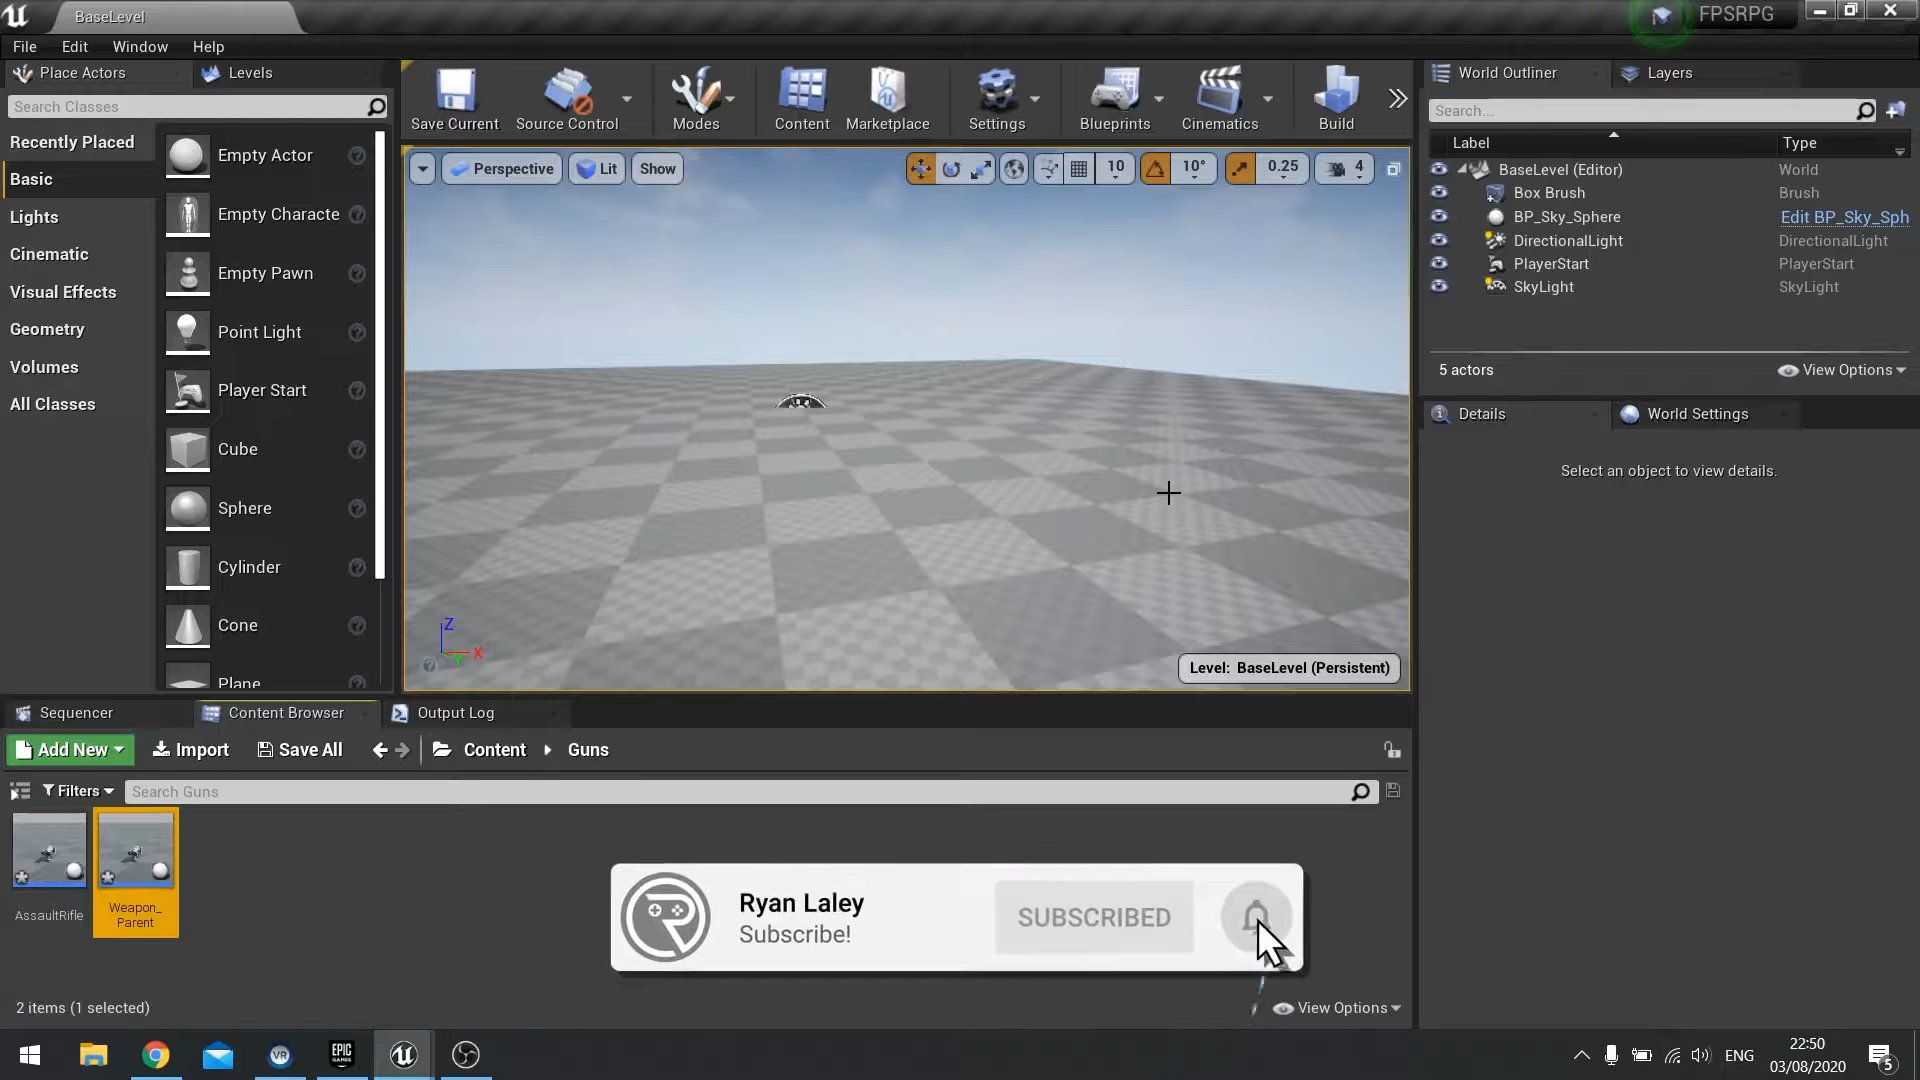 BaseLevel
FPSRPG
File Edit Window Help
Place Actors
Levels
Search Classes
Recently Placed
Basic
Lights
Cinematic
Visual Effects
Geometry
Volumes
All Classes
Empty Actor
Empty Characte
Empty Pawn
Point Light
Player Start
Cube
Sphere
Cylinder
Cone
Plane
Save Current
Source Control
Modes
Content
Marketplace
Settings
Blueprints
Cinematics
Build
Perspective
Lit
Show
10
10°
0.25
4
Z
X
Y
Level: BaseLevel (Persistent)
World Outliner
Layers
Search...
Label Type
BaseLevel (Editor) World
Box Brush Brush
BP_Sky_Sphere Edit BP_Sky_Sph
DirectionalLight DirectionalLight
PlayerStart PlayerStart
SkyLight SkyLight
5 actors
View Options
Details
World Settings
Select an object to view details.
Sequencer
Content Browser
Output Log
Add New
Import
Save All
Content
Guns
Filters
Search Guns
AssaultRifle
Weapon_
Parent
Ryan Laley
Subscribe!
SUBSCRIBED
2 items (1 selected)
View Options
VR
EPIC
GAMES
ENG
22:50
03/08/2020
5